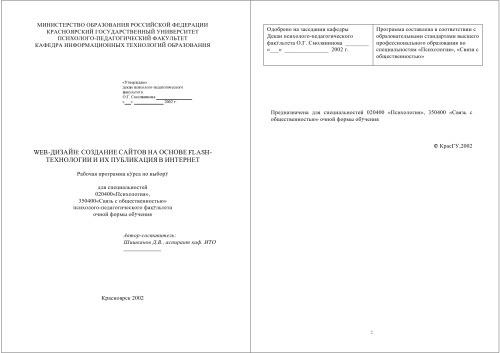 МИНИСТЕРСТВО ОБРАЗОВАНИЯ РОССИЙСКОЙ ФЕДЕРАЦИИ
КРАСНОЯРСКИЙ ГОСУДАРСТВЕННЫЙ УНИВЕРСИТЕТ
ПСИХОЛОГО-ПЕДАГОГИЧЕСКИЙ ФАКУЛЬТЕТ
КАФЕДРА ИНФОРМАЦИОННЫХ ТЕХНОЛОГИЙ ОБРАЗОВАНИЯ
«Утверждаю»
декан психолого-педагогического
факультета
О.Г. Смолянинова ____________
«___» ____________ 2002 г.
WEB-ДИЗАЙН: СОЗДАНИЕ САЙТОВ НА ОСНОВЕ FLASH-
ТЕХНОЛОГИИ И ИХ ПУБЛИКАЦИЯ В ИНТЕРНЕТ
Рабочая программа курса по выбору
для специальностей
020400«Психология»,
350400«Связь с общественностью»
психолого-педагогического факультета
очной формы обучения
Автор-составитель:
Шишканов Д.В., аспирант каф. ИТО
____________
Красноярск 2002
Одобрено на заседании кафедры
Декан психолого-педагогического
факультета О.Г. Смолянинова ________
«___» ______________ 2002 г.
Программа составлена в соответствии с
образовательными стандартами высшего
профессионального образования по
специальностям «Психология», «Связь с
общественностью»
Предназначена для специальностей 020400 «Психология», 350400 «Связь с
общественностью» очной формы обучения
© КрасГУ,2002
2